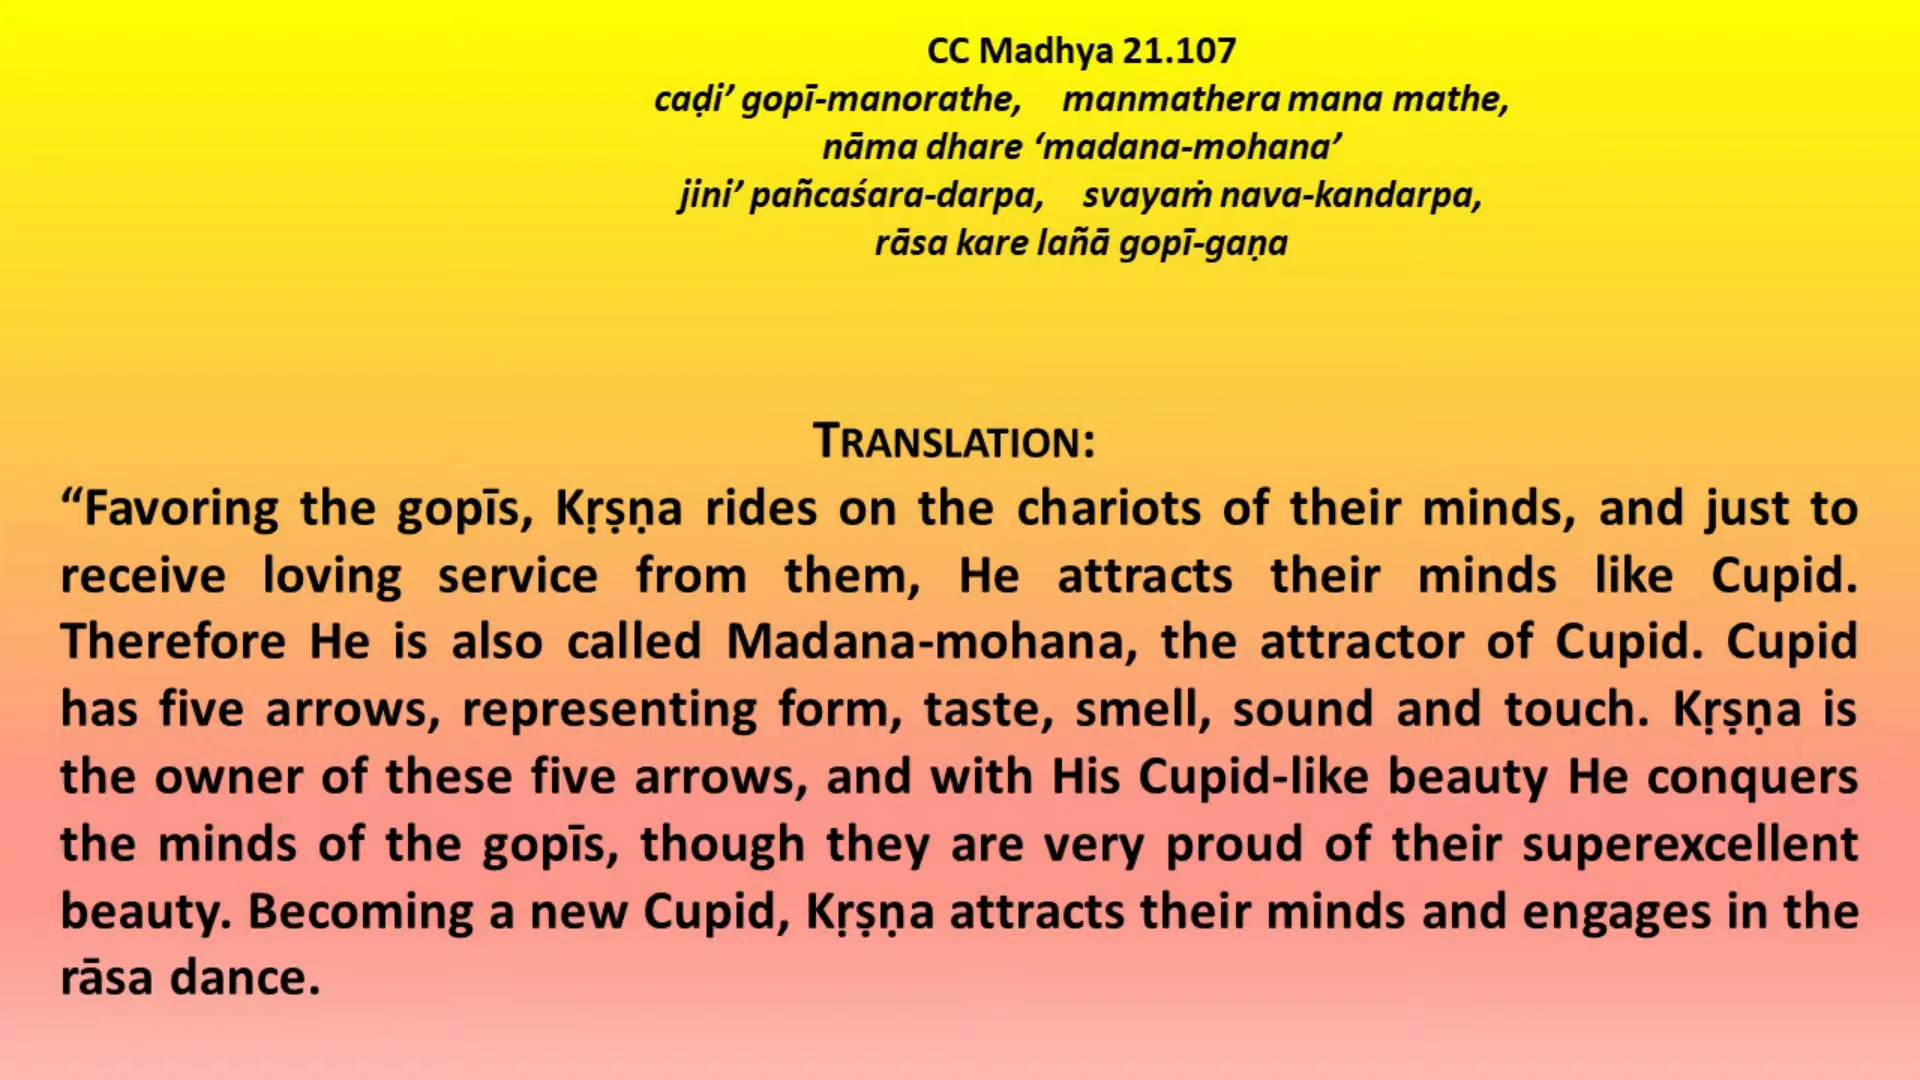 CC Madhya 21.107
caḍi’ gopī-manorathe, manmathera mana mathe,
nāma dhare ‘madana-mohana’
jini’ pañcaśara-darpa, svayaṁ nava-kandarpa,
rāsa kare lañā gopī-gaṇa
TRANSLATION:
“Favoring the gopīs, Kṛṣṇa rides on the chariots of their minds, and just to
receive loving service from them, He attracts their minds like Cupid.
Therefore He is also called Madana-mohana, the attractor of Cupid. Cupid
has five arrows, representing form, taste, smell, sound and touch. Kṛṣṇa is
the owner of these five arrows, and with His Cupid-like beauty He conquers
the minds of the gopīs, though they are very proud of their superexcellent
beauty. Becoming a new Cupid, Kṛṣṇa attracts their minds and engages in the
rāsa dance.